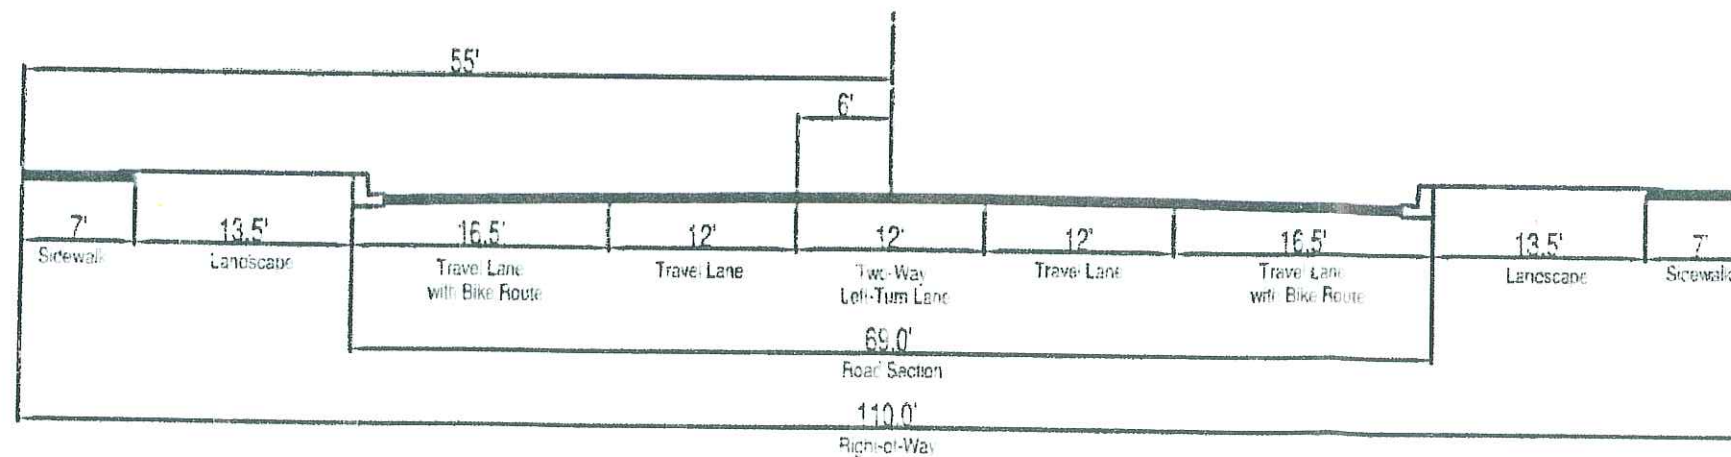 55'
6'
7'
13.5'
16.5'
12'
12'
12'
16.5'
13.5'
7'
Sidewalk
Landscape
Travel Lane
with Bike Route
Travel Lane
Two-Way
Left-Turn Lane
Travel Lane
Travel Lane
with Bike Route
Landscape
Sidewalk
69.0'
Road Section
110.0'
Right-of-Way